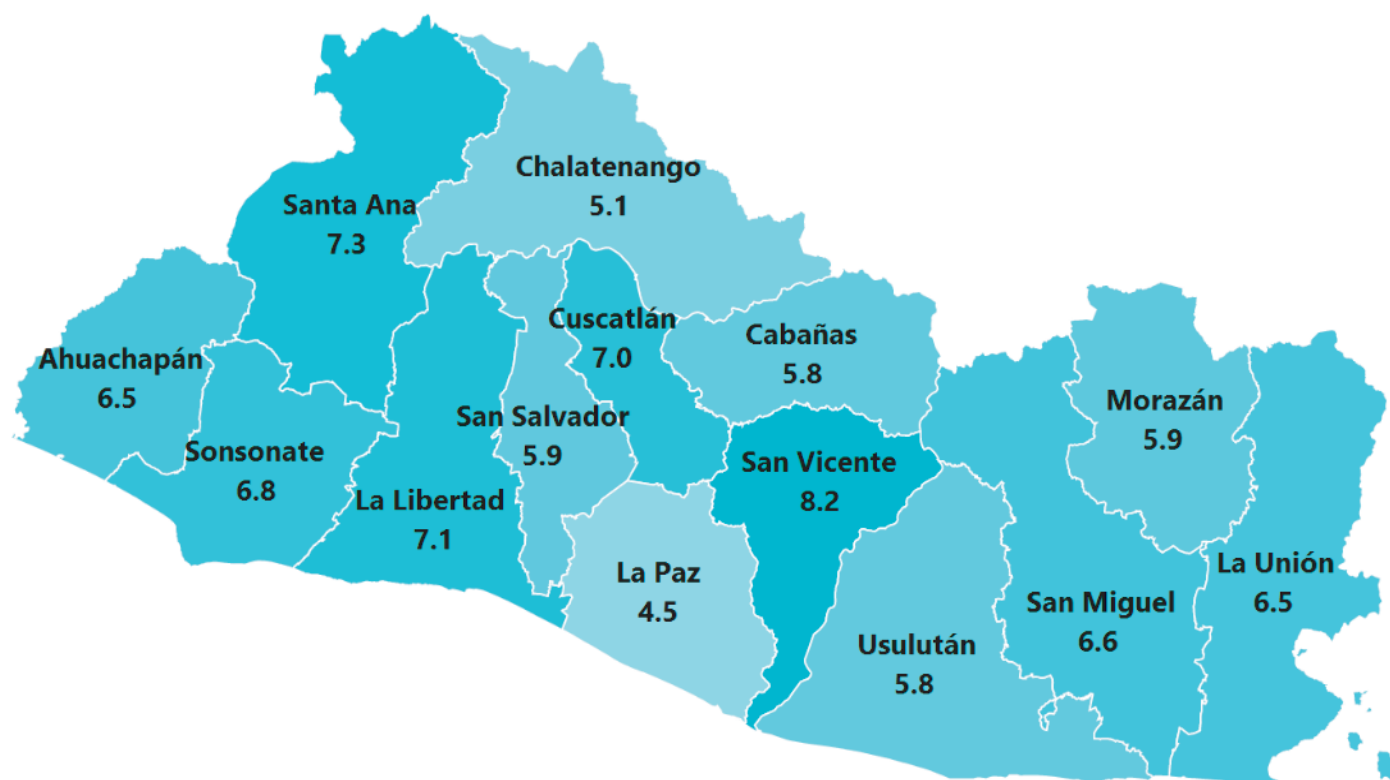 Chalatenango
5.1
Santa Ana
7.3
Cuscatlán
7.0
Cabañas
5.8
Ahuachapán
6.5
Morazán
5.9
San Salvador
5.9
Sonsonate
6.8
San Vicente
8.2
La Libertad
7.1
La Unión
6.5
La Paz
4.5
San Miguel
6.6
Usulután
5.8